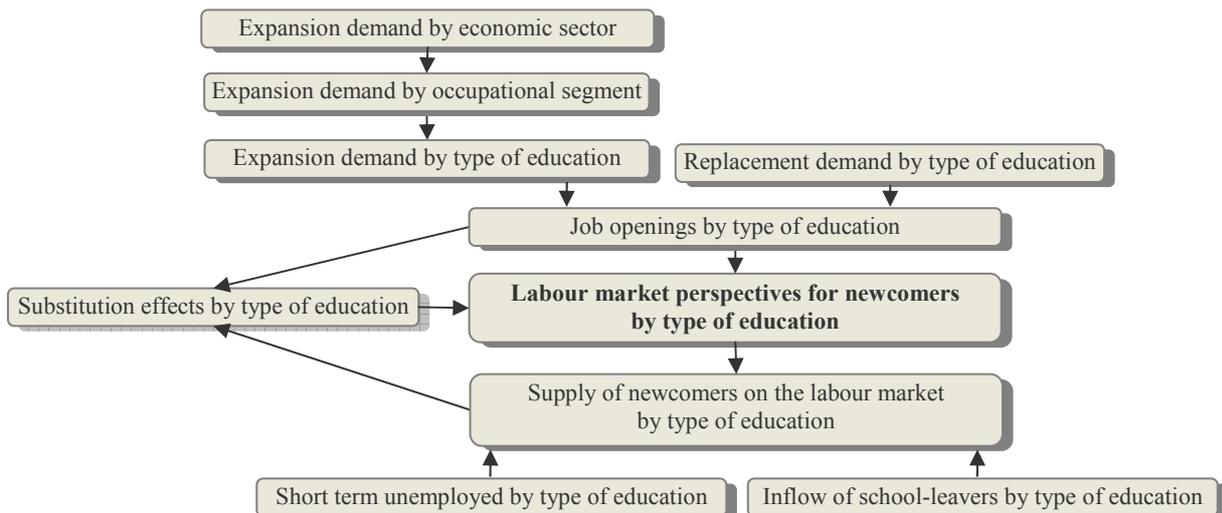 Expansion demand by economic sector
Expansion demand by occupational segment
Expansion demand by type of education
Replacement demand by type of education
Job openings by type of education
Substitution effects by type of education
Labour market perspectives for newcomers
by type of education
Supply of newcomers on the labour market
by type of education
Short term unemployed by type of education
Inflow of school-leavers by type of education